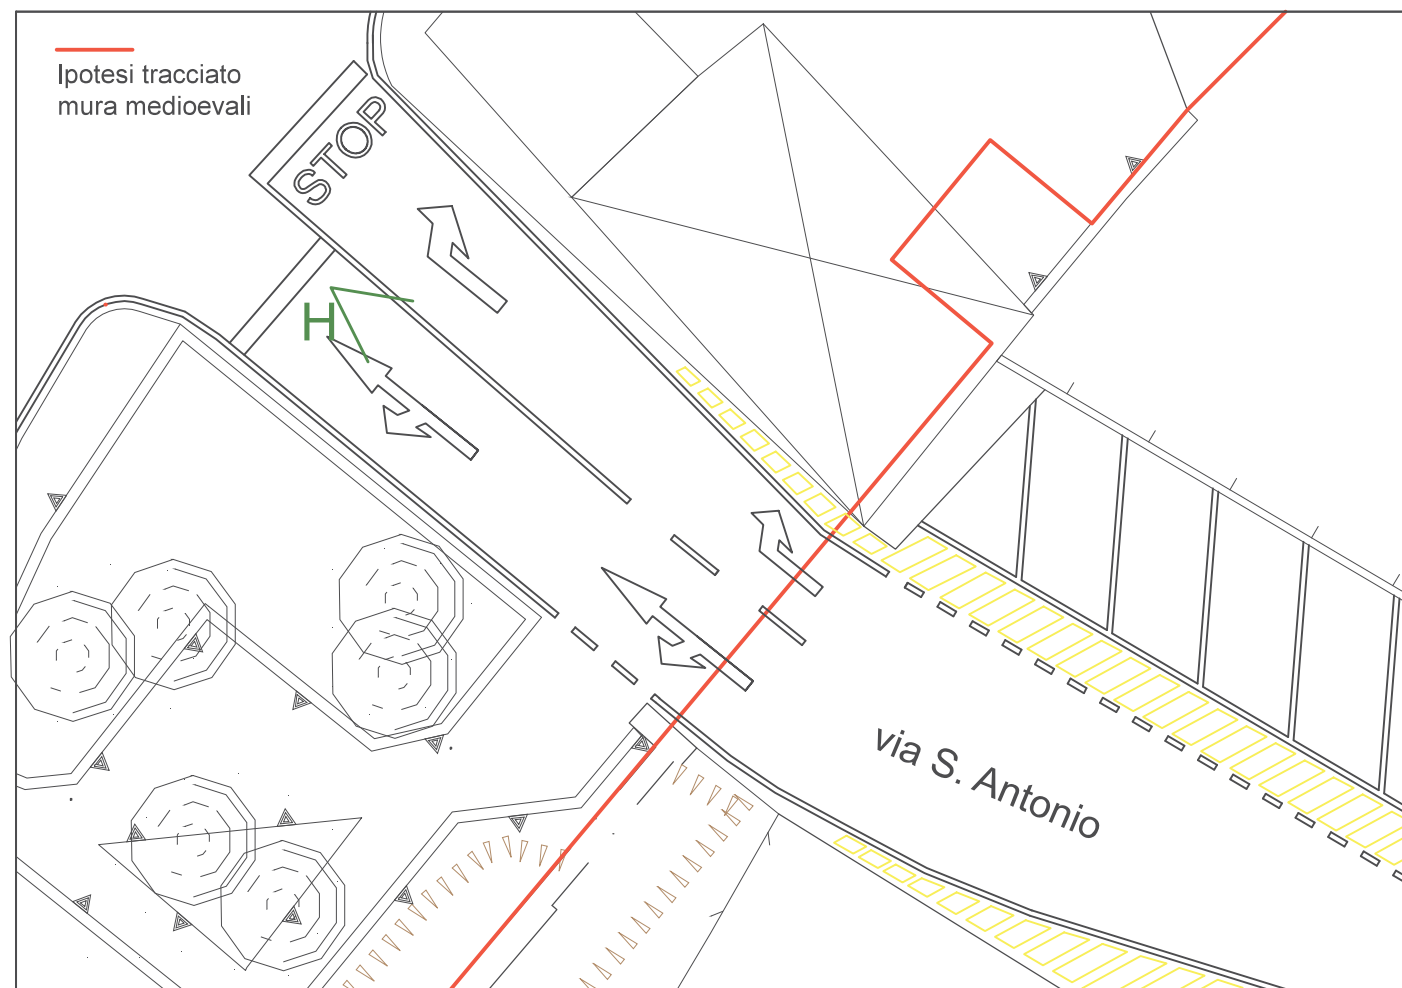 Ipotesi tracciato
mura medioevali
STOP
H
via S. Antonio